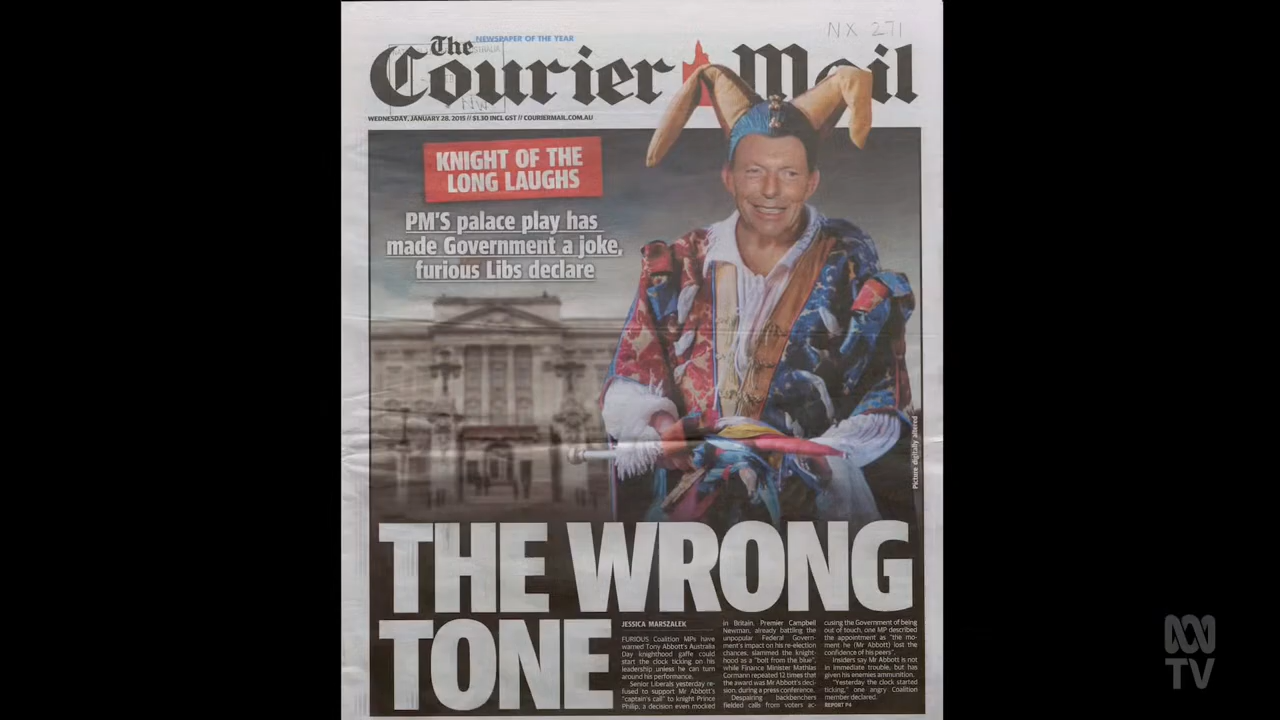 NX 271
NEWSPAPER OF THE YEAR
The
Courier Mail
WEDNESDAY, JANUARY 28, 2015 // $1.30 INCL GST // COURIERMAIL.COM.AU
KNIGHT OF THE
LONG LAUGHS
PM'S palace play has
made Government a joke,
furious Libs declare
Picture digitally altered
THE WRONG
TONE
JESSICA MARSZALEK
FURIOUS Coalition MPs have
warned Tony Abbott's Australia
Day knighthood gaffe could
start the clock ticking on his
leadership unless he can turn
around his performance.
Senior Liberals yesterday re-
fused to support Mr Abbott's
"captain's call" to knight Prince
Philip, a decision even mocked
in Britain. Premier Campbell
Newman, already battling the
unpopular Federal Govern-
ment's impact on his re-election
chances, slammed the knight-
hood as a "bolt from the blue",
while Finance Minister Mathias
Cormann repeated 12 times that
the award was Mr Abbott's deci-
sion, during a press conference.
Despairing backbenchers
fielded calls from voters ac-
cusing the Government of being
out of touch, one MP described
the appointment as "the mo-
ment he (Mr Abbott) lost the
confidence of his peers".
Insiders say Mr Abbott is not
in immediate trouble, but has
given his enemies ammunition.
"Yesterday the clock started
ticking," one angry Coalition
member declared.
REPORT P4
TV